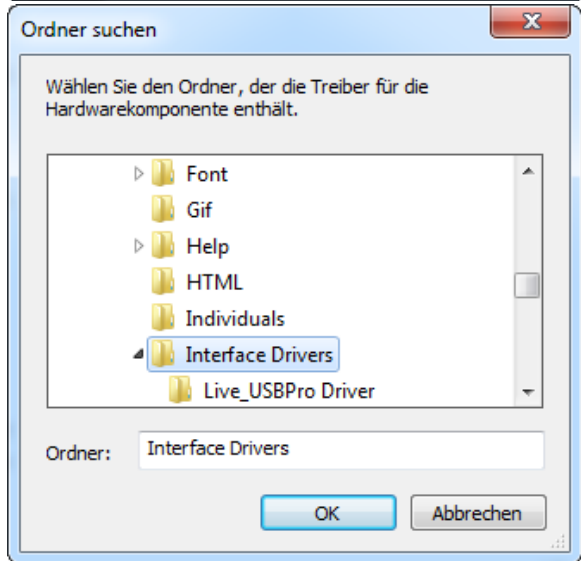 Ordner suchen
Wählen Sie den Ordner, der die Treiber für die
Hardwarekomponente enthält.
Font
Gif
Help
HTML
Individuals
Interface Drivers
Live_USBPro Driver
Ordner: Interface Drivers
OK Abbrechen